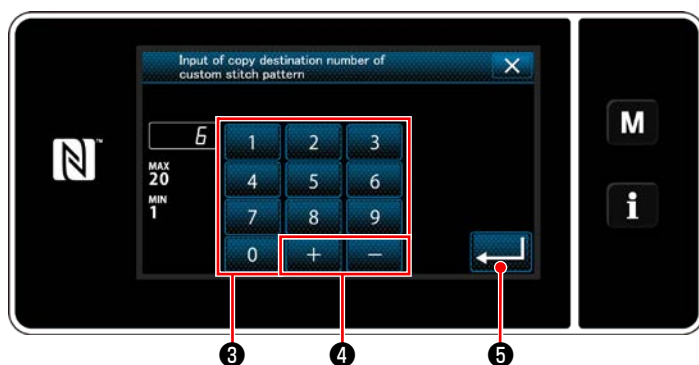 Input of copy destination number of
custom stitch pattern
6
MAX
20
MIN
1
1 2 3
4 5 6
7 8 9
0 + −
M
i
N™
❸ ❹ ❺